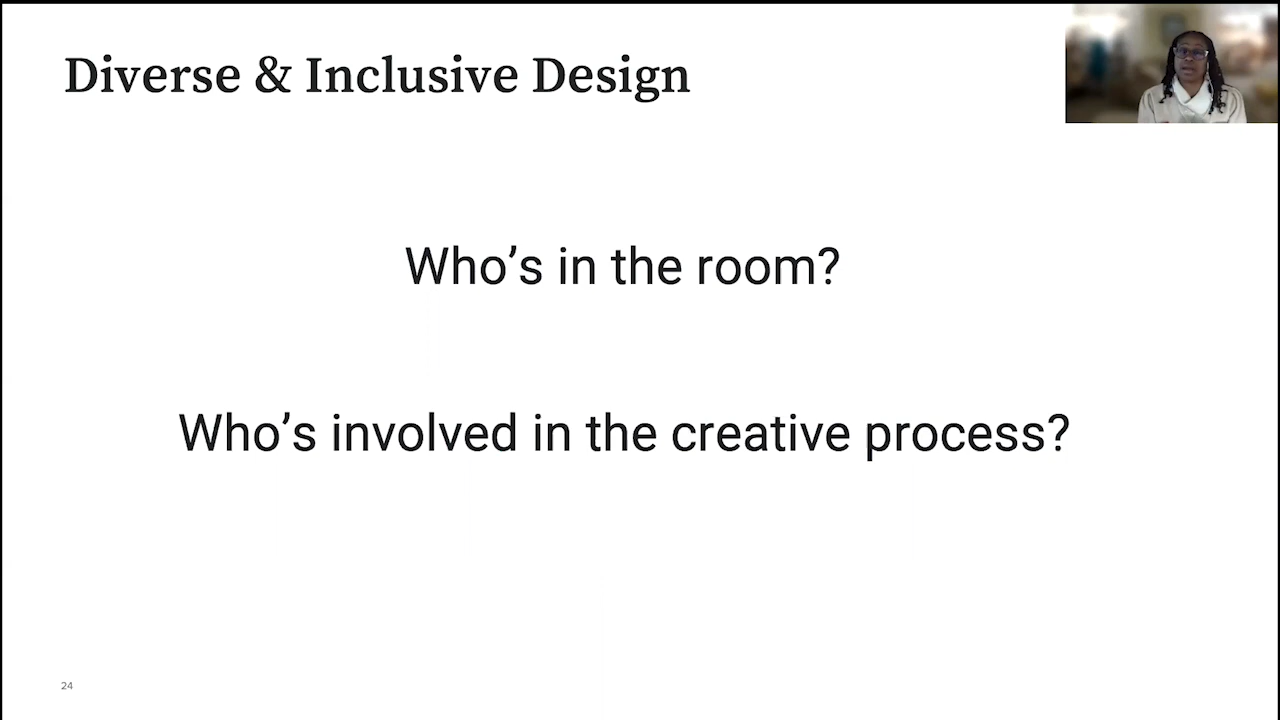 Diverse & Inclusive Design
Who’s in the room?
Who’s involved in the creative process?
24